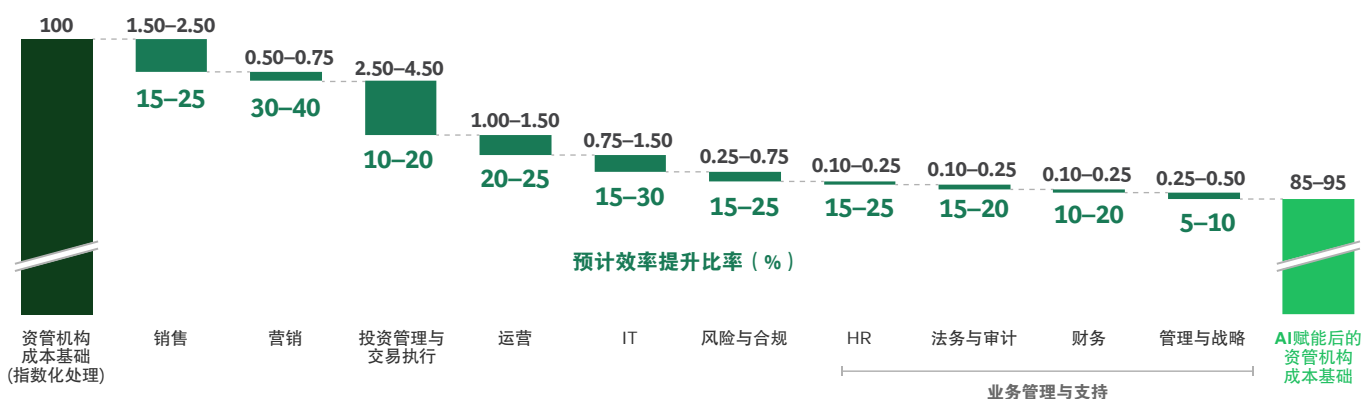 100
1.50–2.50
0.50–0.75
2.50–4.50
1.00–1.50
0.75–1.50
0.25–0.75
0.10–0.25
0.10–0.25
0.10–0.25
0.25–0.50
85–95
15–25
30–40
10–20
20–25
15–30
15–25
15–25
15–20
10–20
5–10
预计效率提升比率（%）
资管机构
成本基础
(指数化处理)
销售
营销
投资管理与
交易执行
运营
IT
风险与合规
HR
法务与审计
财务
管理与战略
AI赋能后的
资管机构
成本基础
业务管理与支持